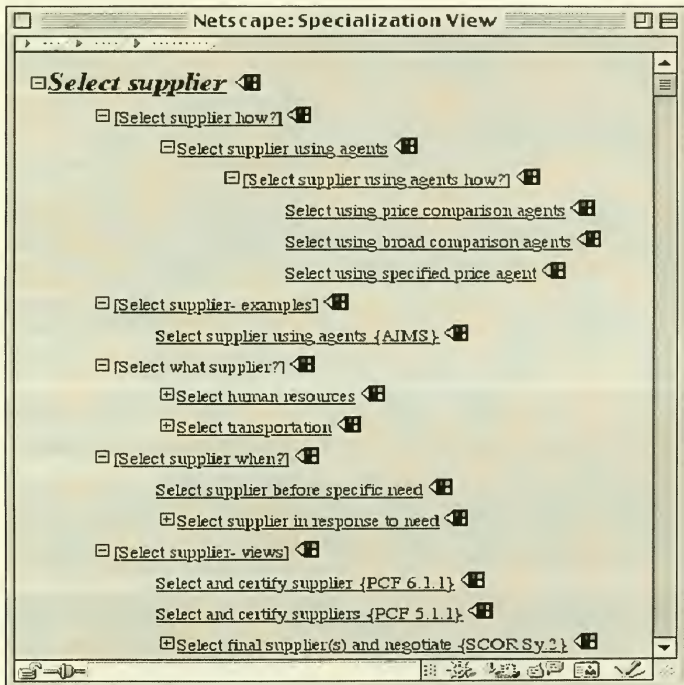 Netscape: Specialization View
Select supplier
[Select supplier how?]
Select supplier using agents
[Select supplier using agents how?]
Select using price comparison agents
Select using broad comparison agents
Select using specified price agent
[Select supplier- examples]
Select supplier using agents {AIMS}
[Select what supplier?]
Select human resources
Select transportation
[Select supplier when?]
Select supplier before specific need
Select supplier in response to need
[Select supplier- views]
Select and certify supplier {PCF 6.1.1}
Select and certify suppliers {PCF 5.1.1}
Select final supplier(s) and negotiate {SCOR Sy.2}